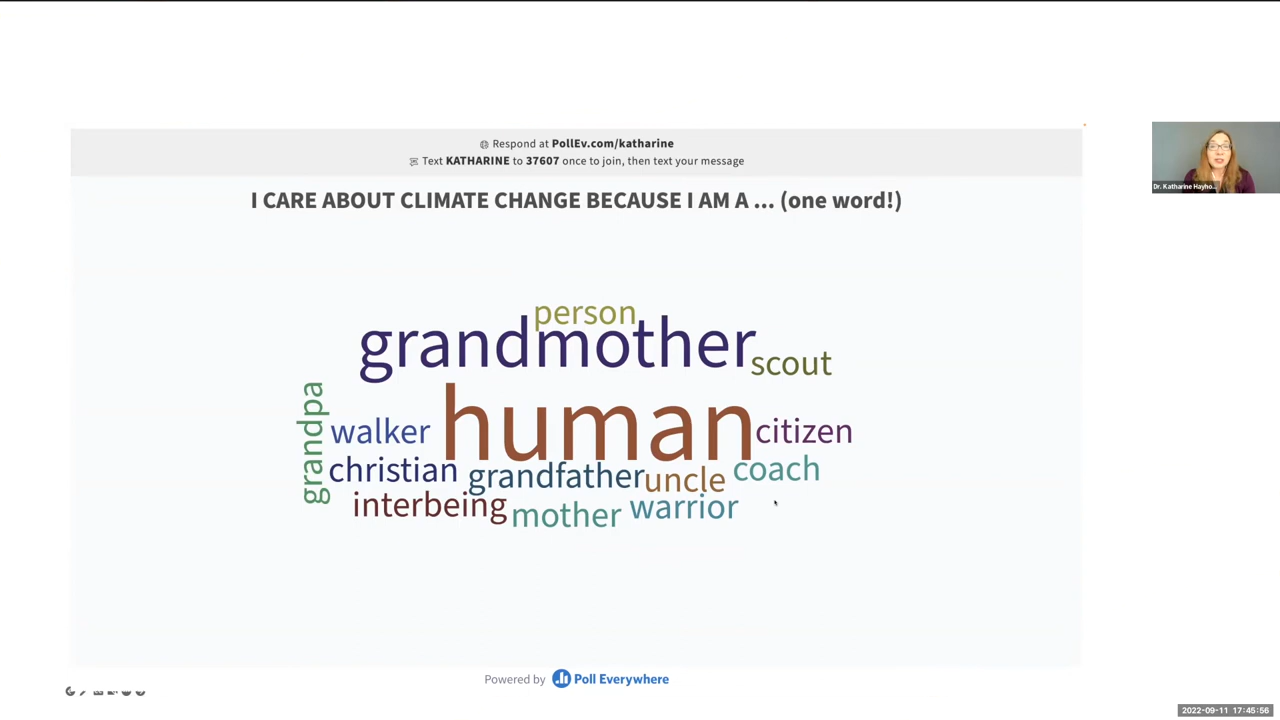 Respond at PollEv.com/katharine
Text KATHARINE to 37607 once to join, then text your message
I CARE ABOUT CLIMATE CHANGE BECAUSE I AM A ... (one word!)
person
grandmother
scout
grandpa
human
walker
citizen
christian
grandfather
uncle
coach
interbeing
mother
warrior
Dr. Katharine Hayho...
Powered by Poll Everywhere
2022-09-11 17:45:56